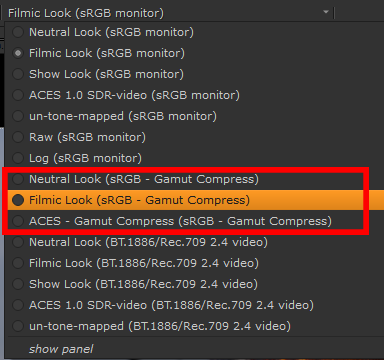 Filmic Look (sRGB monitor)
Neutral Look (sRGB monitor)
Filmic Look (sRGB monitor)
Show Look (sRGB monitor)
ACES 1.0 SDR-video (sRGB monitor)
un-tone-mapped (sRGB monitor)
Raw (sRGB monitor)
Log (sRGB monitor)
Neutral Look (sRGB - Gamut Compress)
Filmic Look (sRGB - Gamut Compress)
ACES - Gamut Compress (sRGB - Gamut Compress)
Neutral Look (BT.1886/Rec.709 2.4 video)
Filmic Look (BT.1886/Rec.709 2.4 video)
Show Look (BT.1886/Rec.709 2.4 video)
ACES 1.0 SDR-video (BT.1886/Rec.709 2.4 video)
un-tone-mapped (BT.1886/Rec.709 2.4 video)
show panel